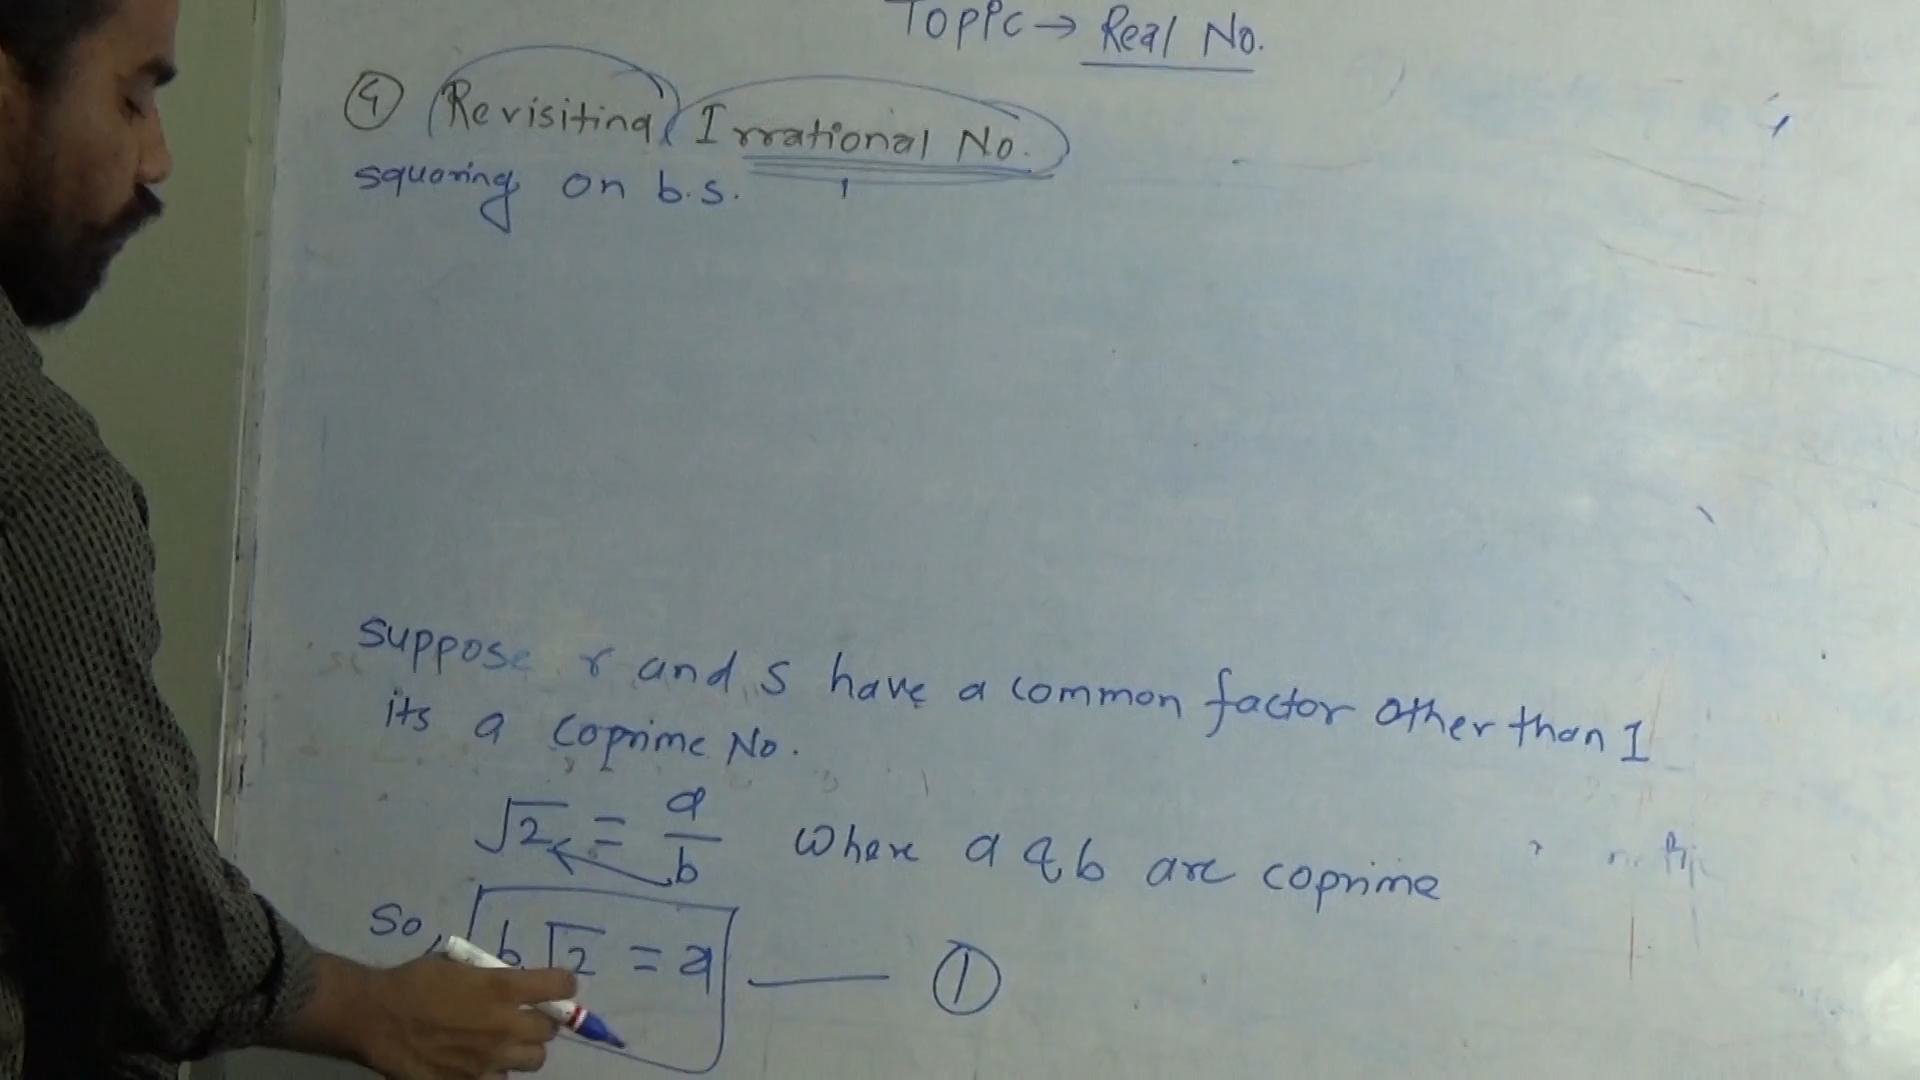 Topic → Real No.
④ Revisiting Irrational No.
squaring on b.s.
suppose r and s have a common factor other than 1
its a coprime No.
√2 = a/b where a & b are coprime
So, b√2 = a —— ①